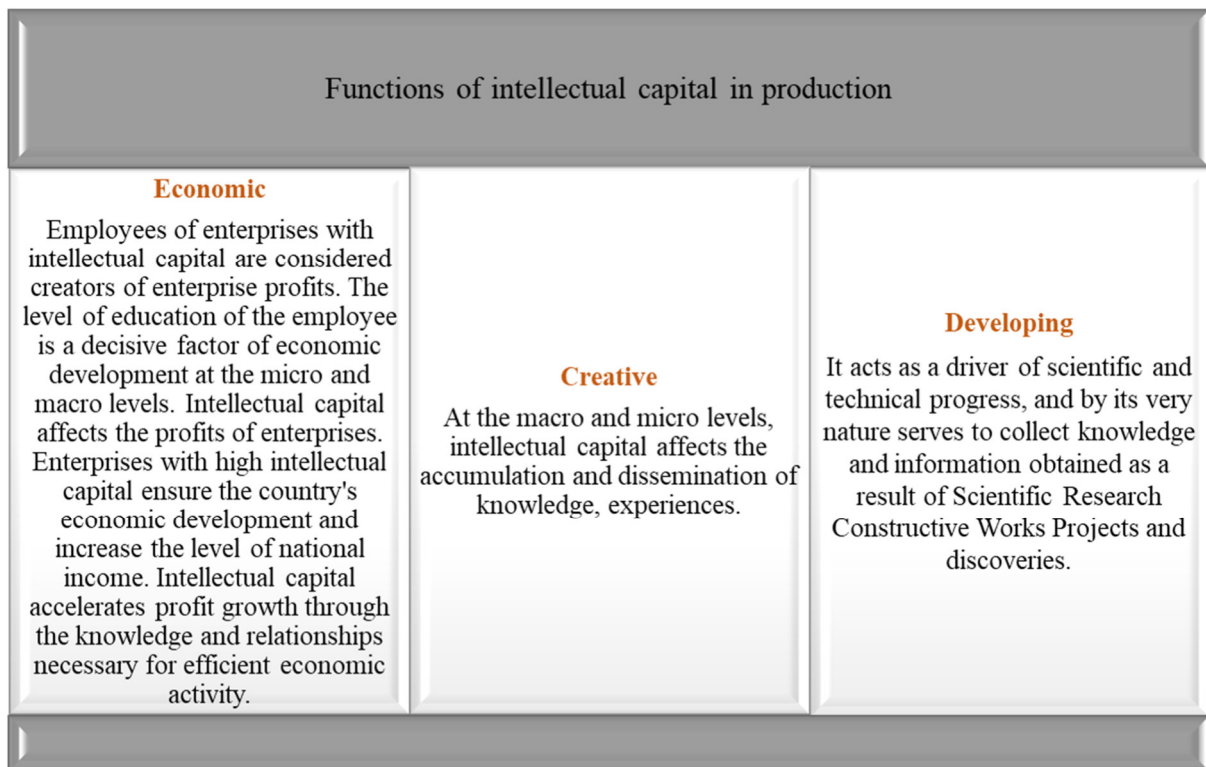 Functions of intellectual capital in production
Economic
Employees of enterprises with
intellectual capital are considered
creators of enterprise profits. The
level of education of the employee
is a decisive factor of economic
development at the micro and
macro levels. Intellectual capital
affects the profits of enterprises.
Enterprises with high intellectual
capital ensure the country's
economic development and
increase the level of national
income. Intellectual capital
accelerates profit growth through
the knowledge and relationships
necessary for efficient economic
activity.
Creative
At the macro and micro levels,
intellectual capital affects the
accumulation and dissemination of
knowledge, experiences.
Developing
It acts as a driver of scientific and
technical progress, and by its very
nature serves to collect knowledge
and information obtained as a
result of Scientific Research
Constructive Works Projects and
discoveries.